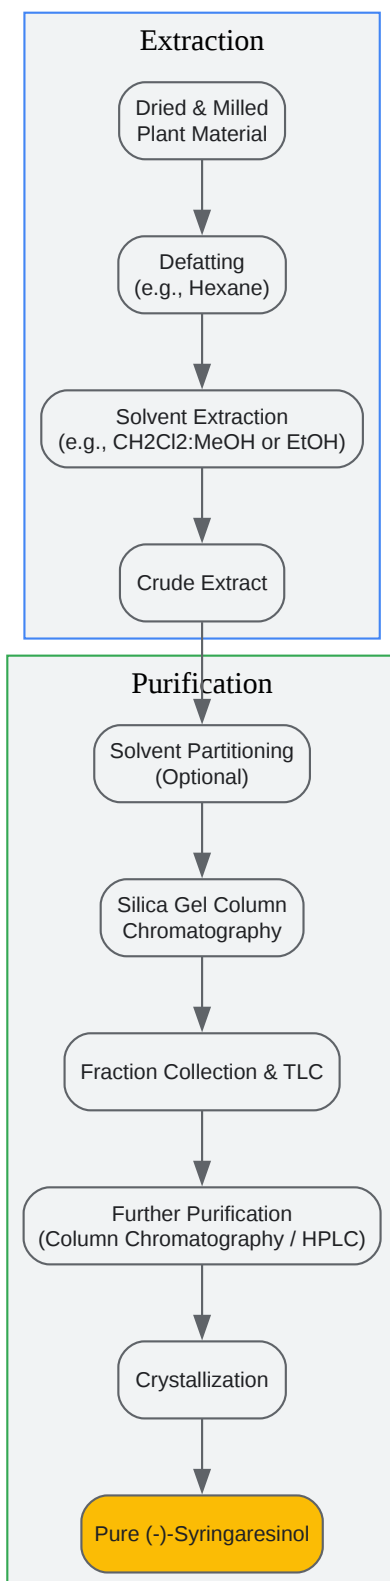 Extraction
Dried & Milled
Plant Material
Defatting
(e.g., Hexane)
Solvent Extraction
(e.g., CH2Cl2:MeOH or EtOH)
Crude Extract
Purification
Solvent Partitioning
(Optional)
Silica Gel Column
Chromatography
Fraction Collection & TLC
Further Purification
(Column Chromatography / HPLC)
Crystallization
Pure (-)-Syringaresinol